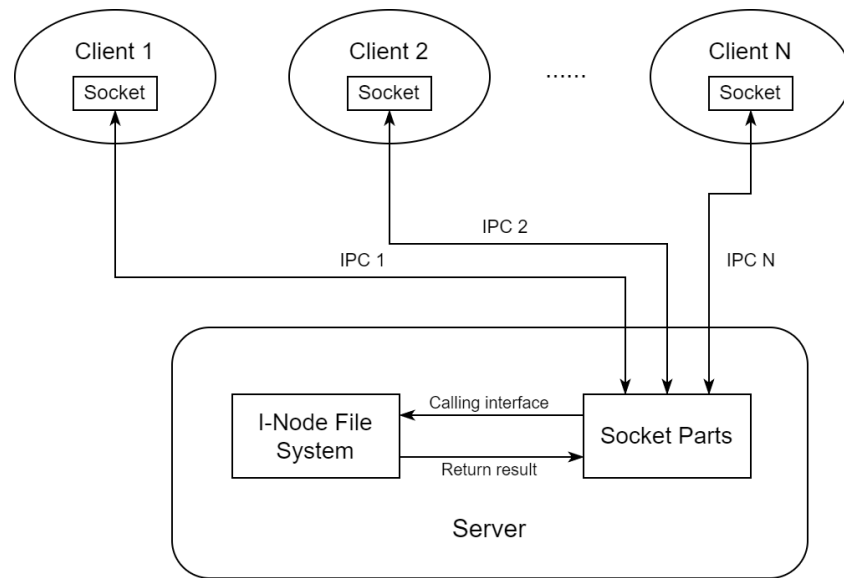 Client 1
Client 2
Client N
Socket
Socket
......
Socket
IPC 2
IPC 1
IPC N
Calling interface
I-Node File
System
Socket Parts
Return result
Server